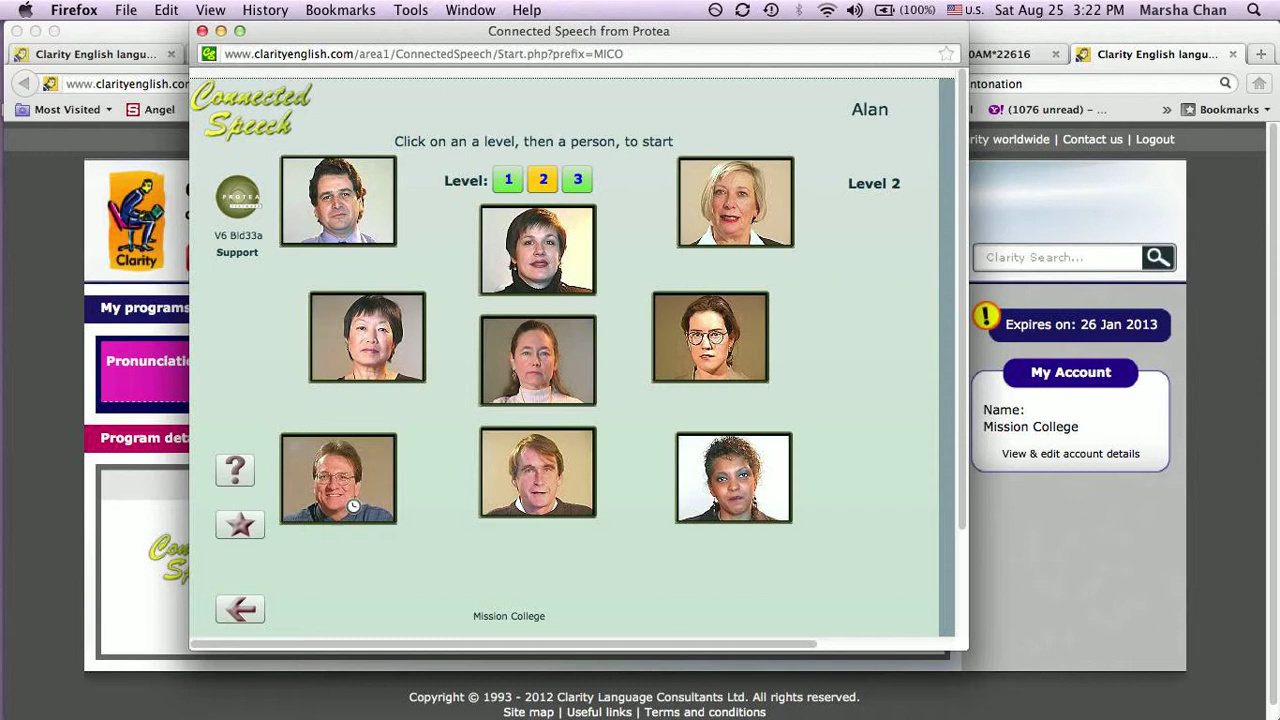 Firefox File Edit View History Bookmarks Tools Window Help (100%) U.S. Sat Aug 25 3:22 PM Marsha Chan
Connected Speech from Protea
Clarity English langu... 0AM*22616 Clarity English langu...
www.clarityenglish.com/area1/ConnectedSpeech/Start.php?prefix=MICO
www.clarityenglish.co ntonation
Most Visited Angel (1076 unread) – ... » Bookmarks
Connected
Speech
Alan
arity worldwide | Contact us | Logout
Click on an a level, then a person, to start
Level: 1 2 3
Level 2
PROTEA
V6 Bid33a
Support
Clarity
Clarity Search...
My programs
Expires on: 26 Jan 2013
Pronunciatio
My Account
Name:
Mission College
View & edit account details
Program det
?
Mission College
Copyright © 1993 - 2012 Clarity Language Consultants Ltd. All rights reserved.
Site map | Useful links | Terms and conditions